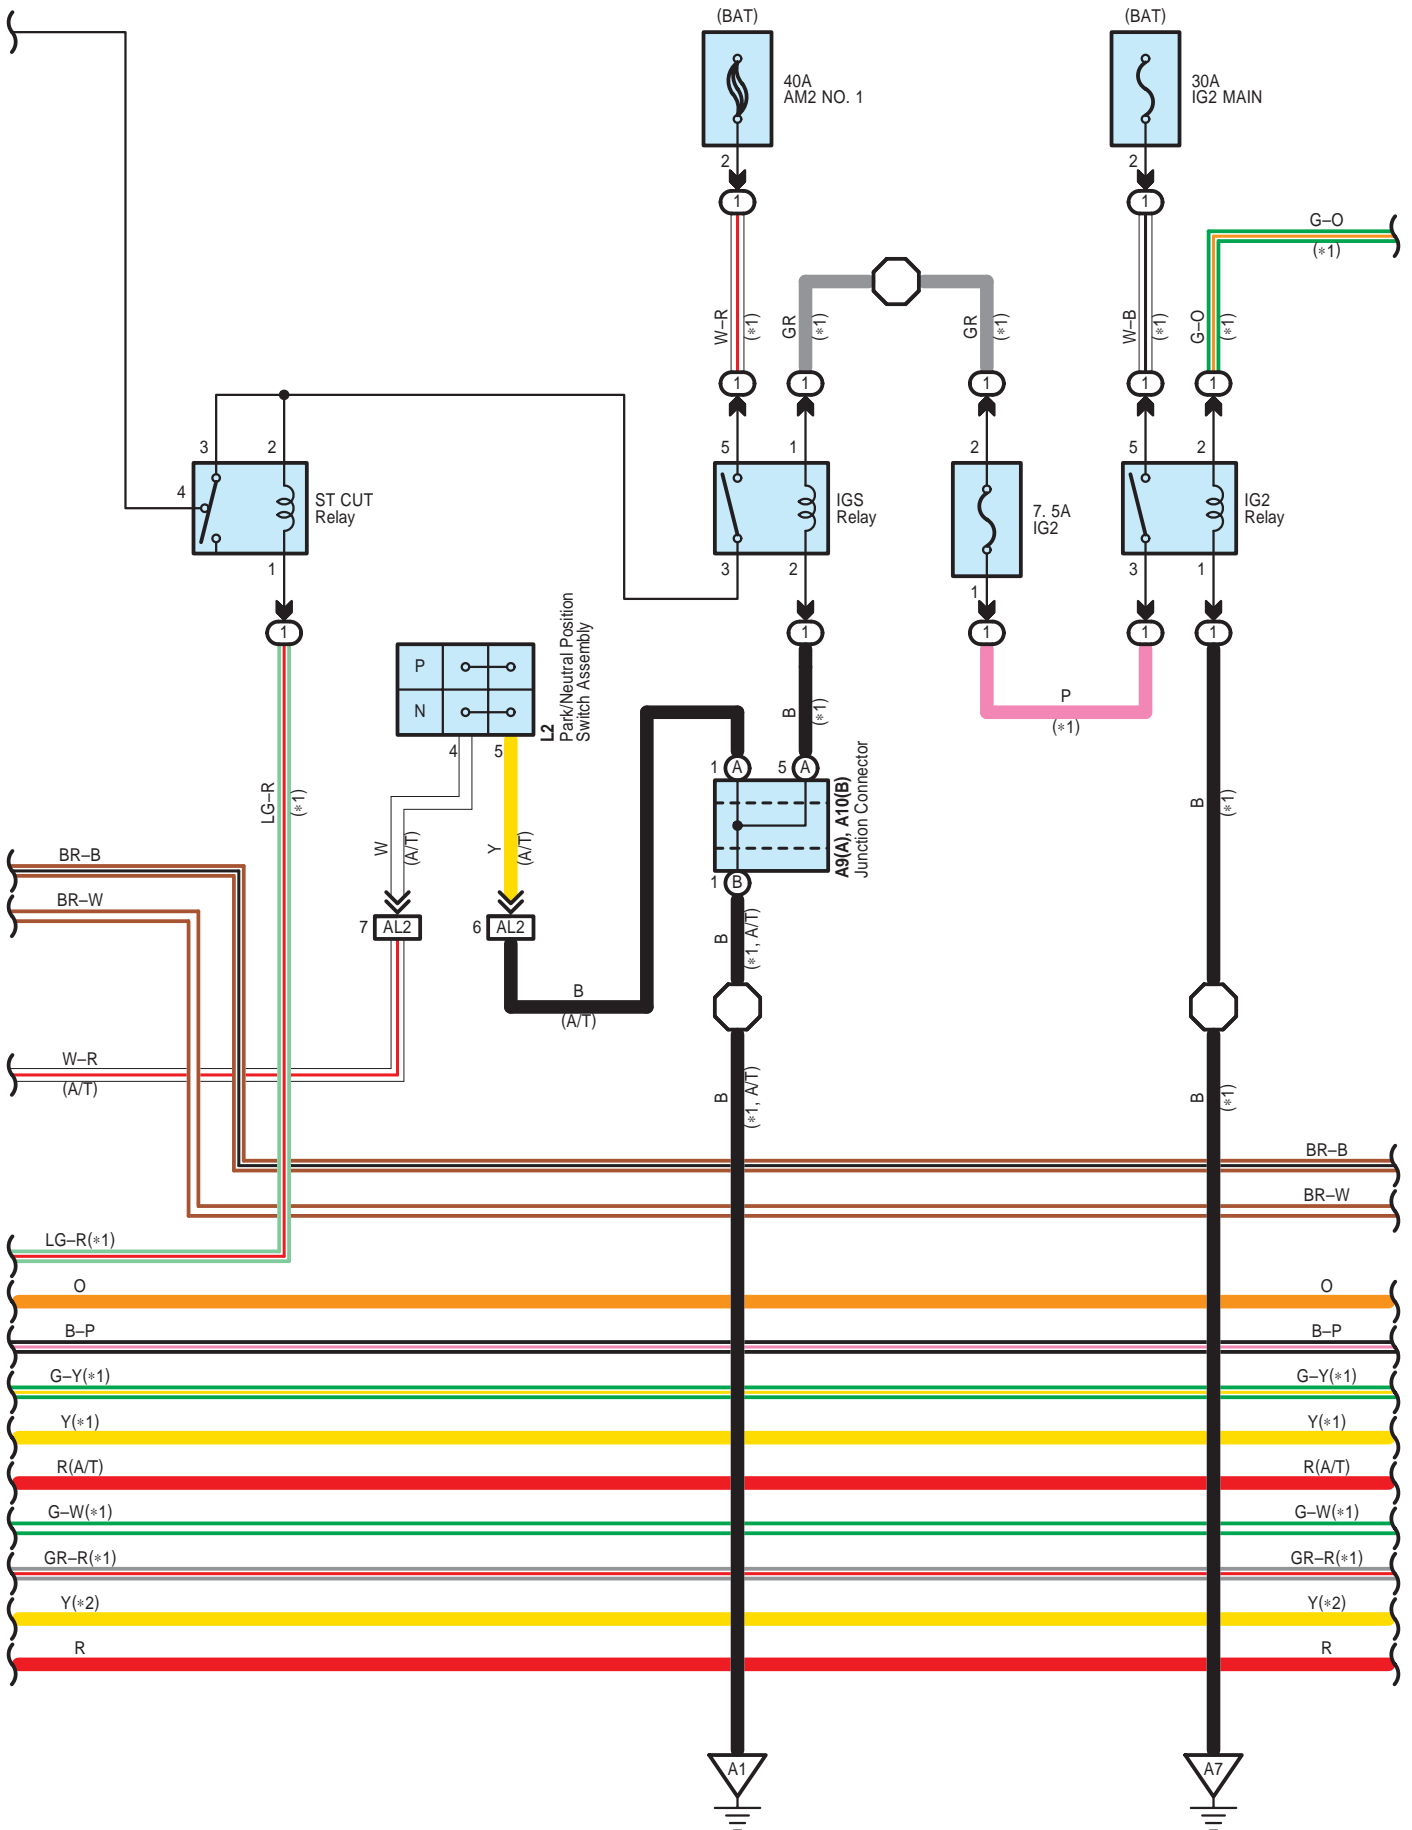 (BAT)
(BAT)
40A
AM2 NO. 1
30A
IG2 MAIN
2
2
1
1
G–O
(*1)
W–R
(*1)
GR
(*1)
GR
(*1)
W–B
(*1)
G–O
(*1)
1
1
1
1
1
3
2
5
1
2
5
2
4
ST CUT
Relay
IGS
Relay
7. 5A
IG2
IG2
Relay
1
3
2
1
3
1
1
1
1
1
1
P
N
L2
Park/Neutral Position
Switch Assembly
4
5
B
(*1)
P
(*1)
LG–R
(*1)
1
A
5
A
A9(A), A10(B)
Junction Connector
B
(*1)
W
(A/T)
Y
(A/T)
BR–B
1
B
BR–W
7
AL2
6
AL2
B
(*1, A/T)
B
(A/T)
W–R
(A/T)
B
(*1, A/T)
B
(*1)
BR–B
BR–W
LG–R(*1)
O
O
B–P
B–P
G–Y(*1)
G–Y(*1)
Y(*1)
Y(*1)
R(A/T)
R(A/T)
G–W(*1)
G–W(*1)
GR–R(*1)
GR–R(*1)
Y(*2)
Y(*2)
R
R
A1
A7